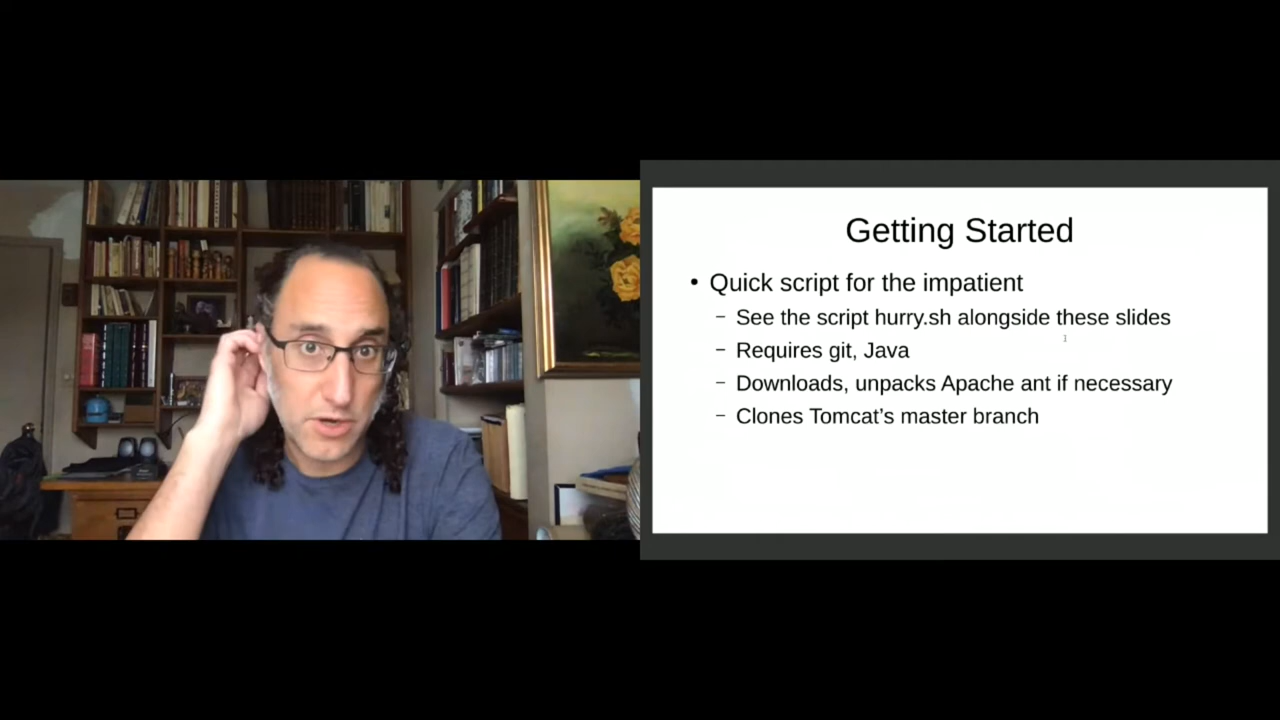 Getting Started
• Quick script for the impatient
– See the script hurry.sh alongside these slides
– Requires git, Java
– Downloads, unpacks Apache ant if necessary
– Clones Tomcat’s master branch